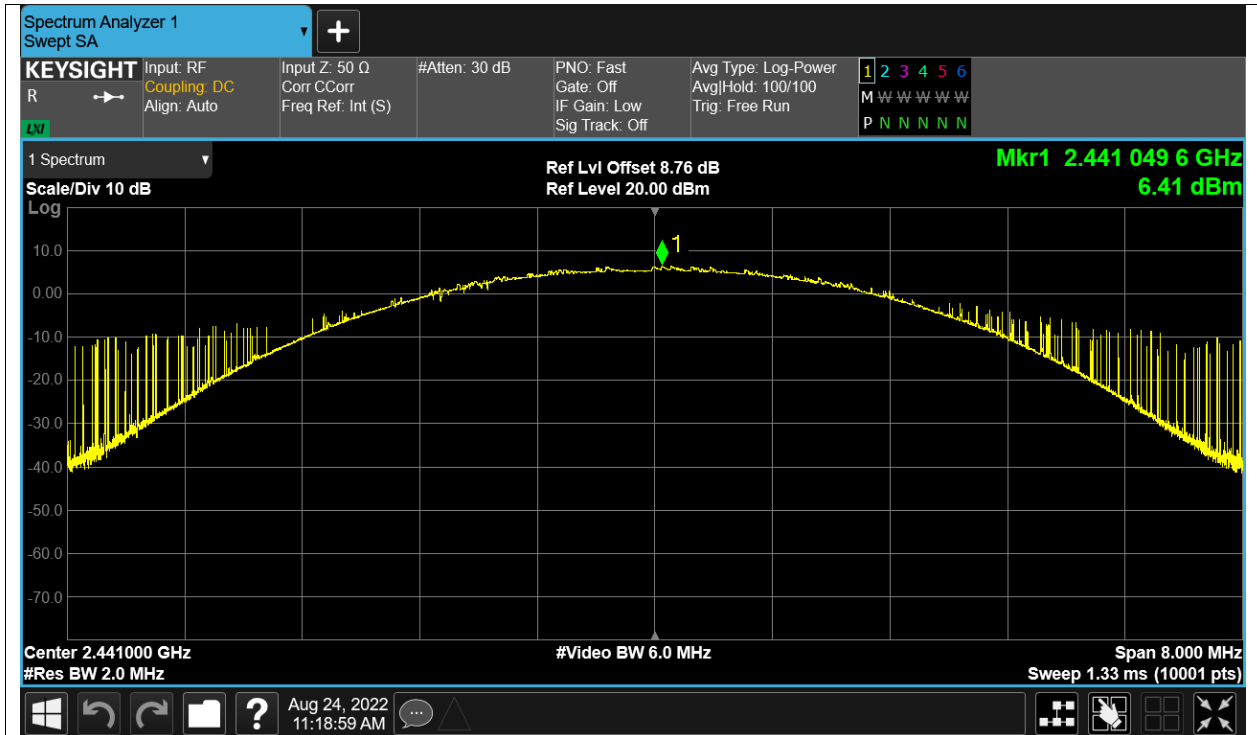 Spectrum Analyzer 1
Swept SA
▼
+
KEYSIGHT
R
LXI
Input: RF
Coupling: DC
Align: Auto
Input Z: 50 Ω
Corr CCorr
Freq Ref: Int (S)
#Atten: 30 dB
PNO: Fast
Gate: Off
IF Gain: Low
Sig Track: Off
Avg Type: Log-Power
Avg|Hold: 100/100
Trig: Free Run
1 2 3 4 5 6
M W W W W W
P N N N N N
1 Spectrum
▼
Scale/Div 10 dB
Log
Ref Lvl Offset 8.76 dB
Ref Level 20.00 dBm
Mkr1 2.441 049 6 GHz
6.41 dBm
1
10.0
0.00
-10.0
-20.0
-30.0
-40.0
-50.0
-60.0
-70.0
Center 2.441000 GHz
#Res BW 2.0 MHz
#Video BW 6.0 MHz
Span 8.000 MHz
Sweep 1.33 ms (10001 pts)
?
Aug 24, 2022
11:18:59 AM